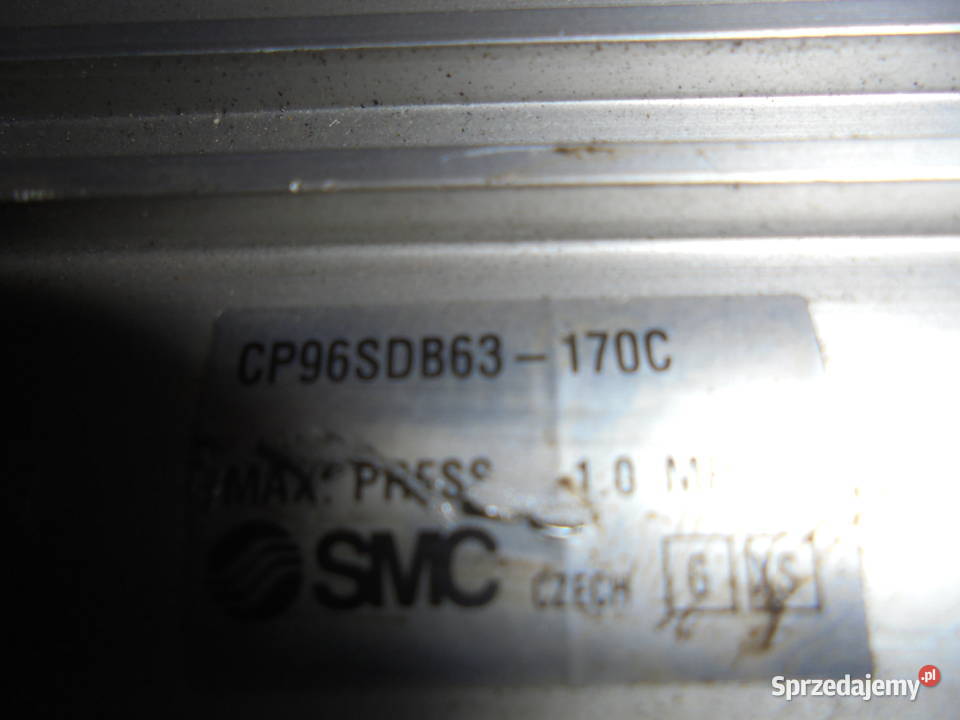 CP96SDB63-170C
MAX. PRESS 1.0
SMC CZECH G
Sprzedajemy.pl